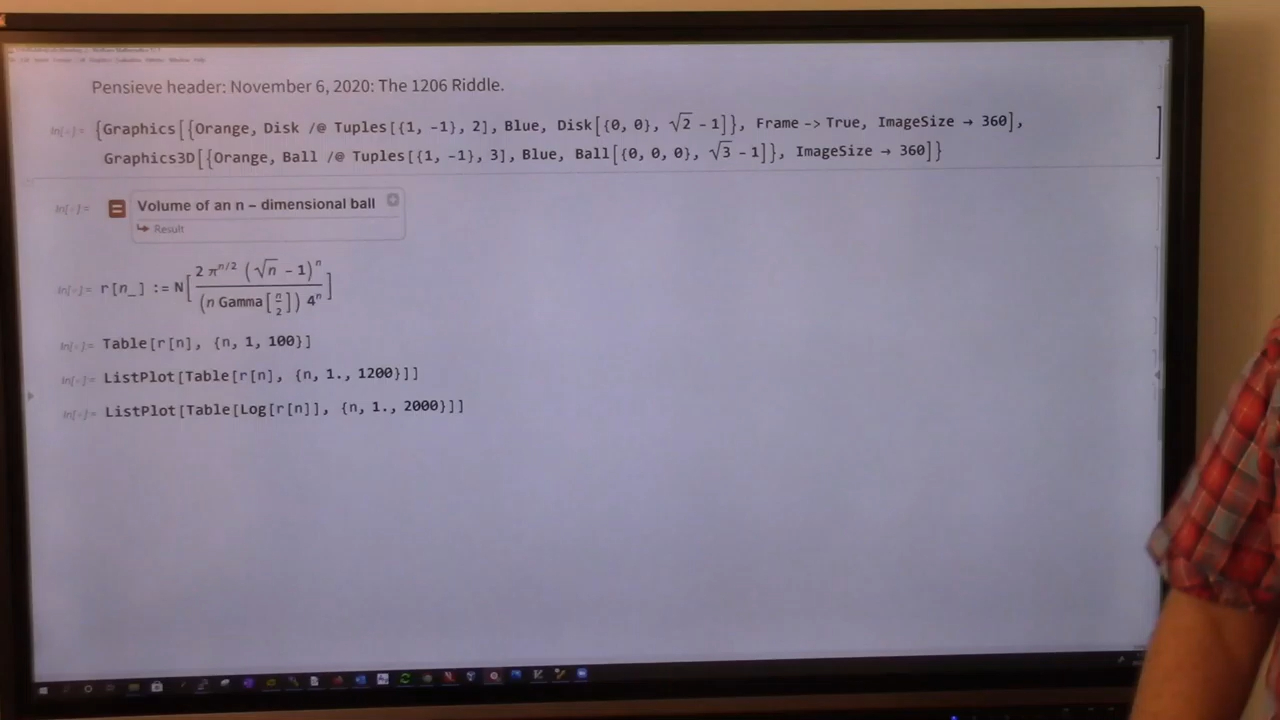 Pensieve header: November 6, 2020: The 1206 Riddle.
In[-]:= {Graphics[{Orange, Disk /@ Tuples[{1, -1}, 2], Blue, Disk[{0, 0}, √2 - 1]}, Frame -> True, ImageSize → 360],
Graphics3D[{Orange, Ball /@ Tuples[{1, -1}, 3], Blue, Ball[{0, 0, 0}, √3 - 1]}, ImageSize → 360]}
In[-]:= = Volume of an n – dimensional ball +
Result
In[-]:= r[n_] := N[2 π^(n/2) (√n - 1)^n / ((n Gamma[n/2]) 4^n)]
In[-]:= Table[r[n], {n, 1, 100}]
In[-]:= ListPlot[Table[r[n], {n, 1., 1200}]]
In[-]:= ListPlot[Table[Log[r[n]], {n, 1., 2000}]]